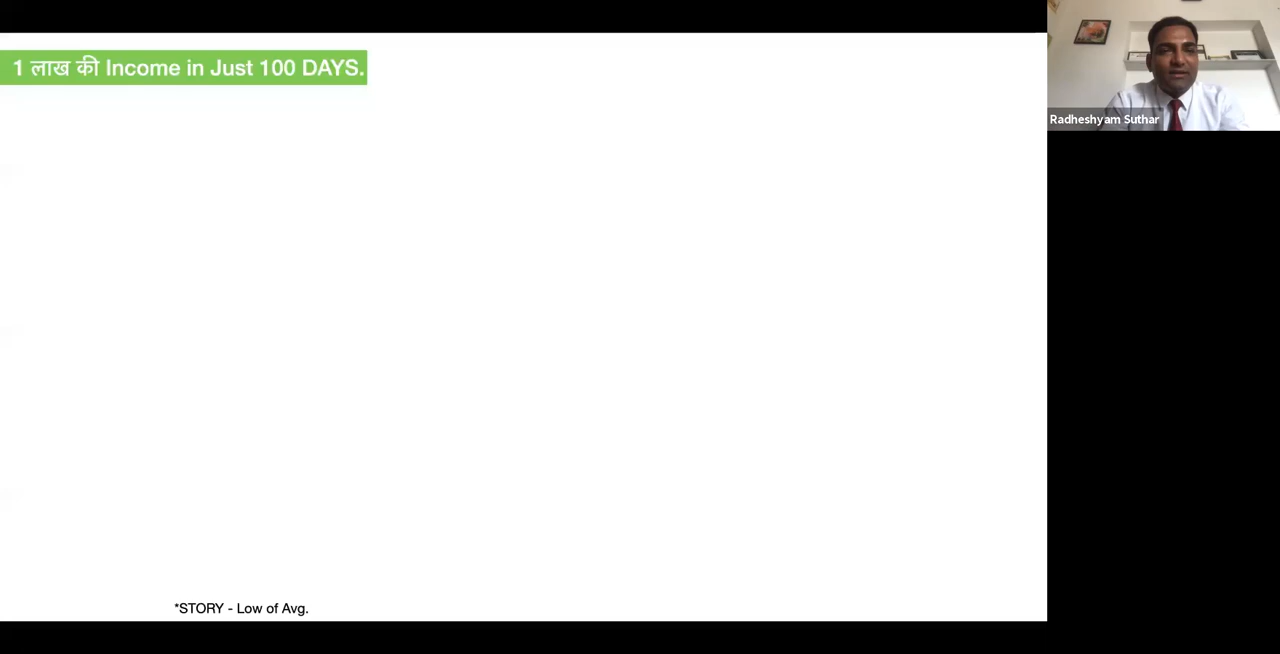 1 लाख की Income in Just 100 DAYS.
Radheshyam Suthar
*STORY - Low of Avg.